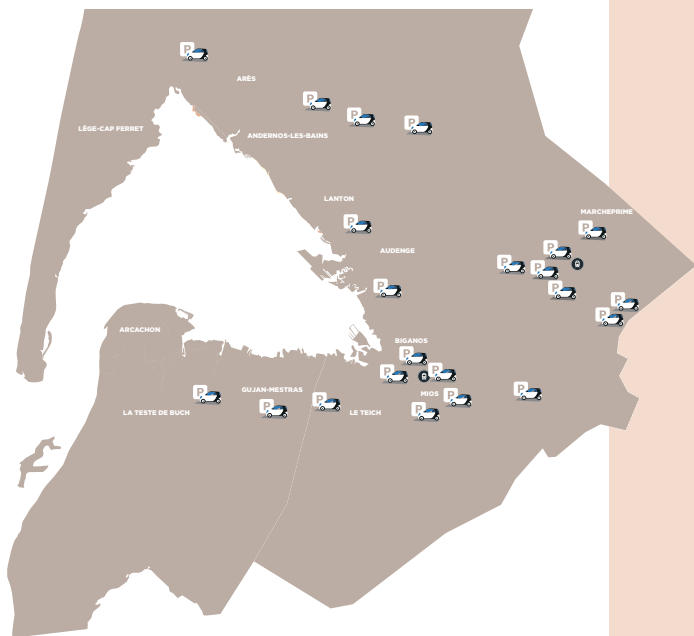 P
ARÈS
P
P
P
LÈGE-CAP FERRET
ANDERNOS-LES-BAINS
LANTON
MARCHEPRIME
P
P
AUDENGE
P
P
P
P
P
P
P
ARCACHON
BIGANOS
P
P
P
GUJAN-MESTRAS
P
P
MIOS
P
P
P
LA TESTE DE BUCH
P
LE TEICH
P